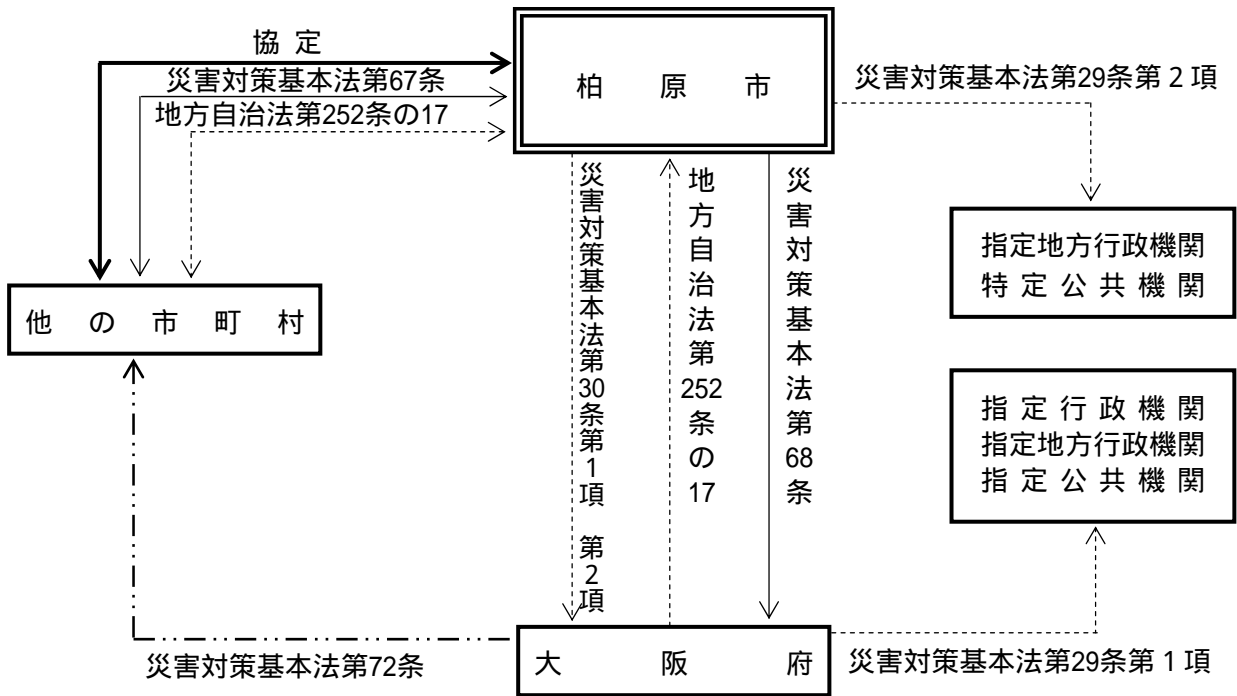 協 定
災害対策基本法第67条
地方自治法第252条の17
柏 原 市
災害対策基本法第29条第2項
指定地方行政機関
特定公共機関
他 の 市 町 村
災害対策基本法第30条第1項 第2項
地方自治法第252条の17
災害対策基本法第68条
指定行政機関
指定地方行政機関
指定公共機関
災害対策基本法第72条
大 阪 府
災害対策基本法第29条第1項